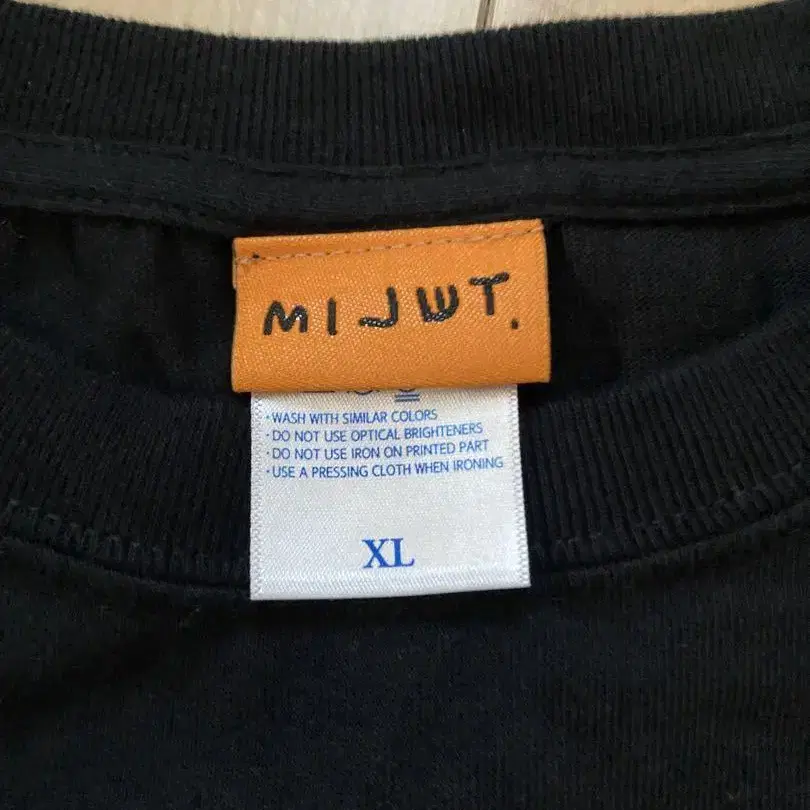 MIJWT.
・WASH WITH SIMILAR COLORS
・DO NOT USE OPTICAL BRIGHTENERS
・DO NOT USE IRON ON PRINTED PART
・USE A PRESSING CLOTH WHEN IRONING
XL